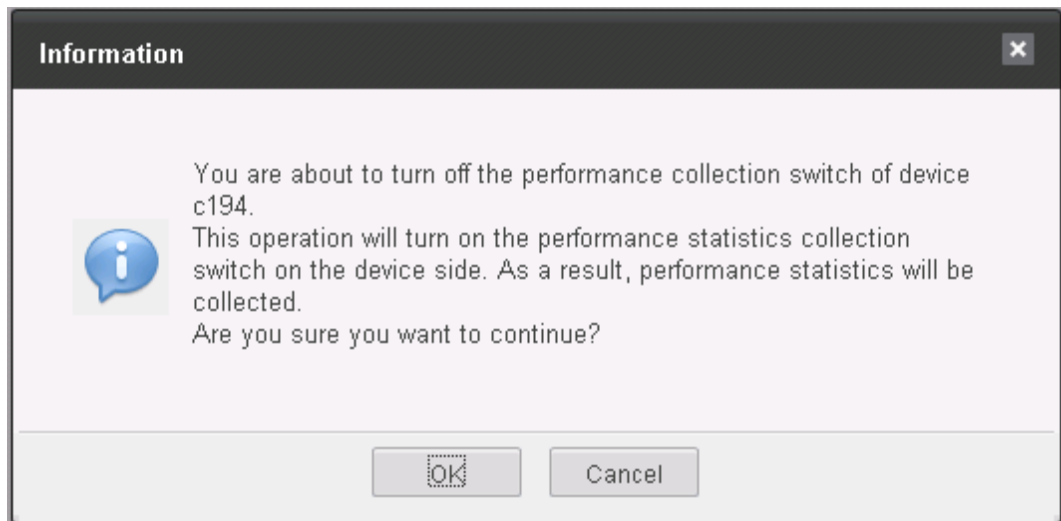 Information
You are about to turn off the performance collection switch of device
c194.
This operation will turn on the performance statistics collection
switch on the device side. As a result, performance statistics will be
collected.
Are you sure you want to continue?
OK
Cancel